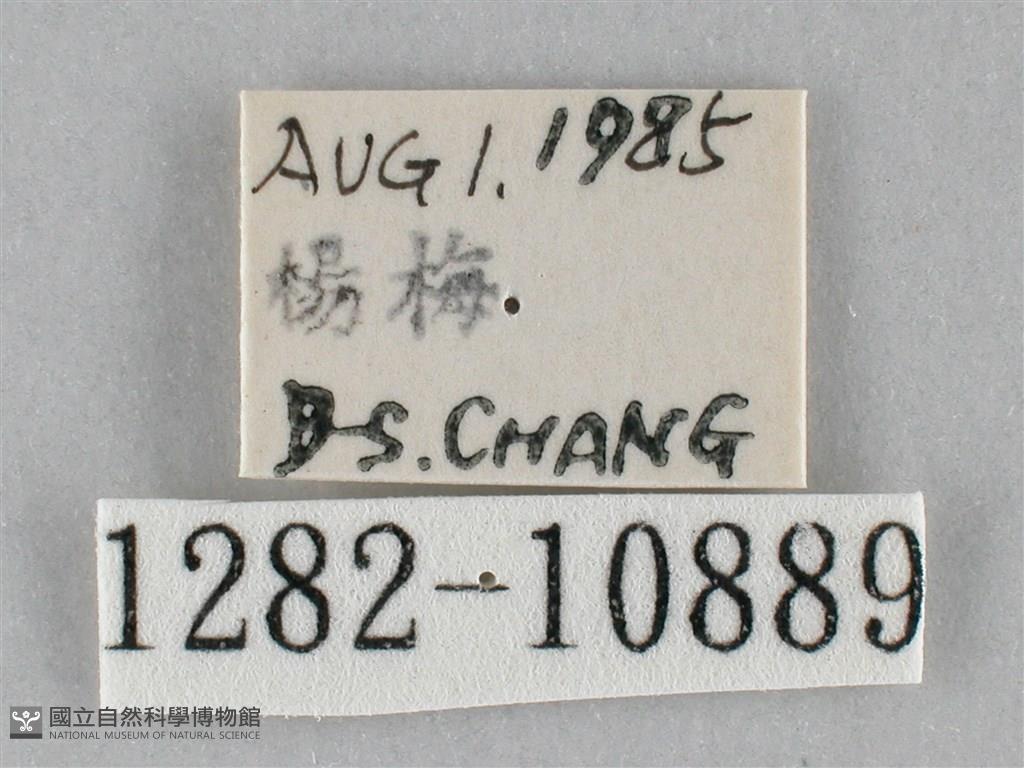 AUG 1. 1985
楊梅
B-S. CHANG
1282-10889
國立自然科學博物館
NATIONAL MUSEUM OF NATURAL SCIENCE